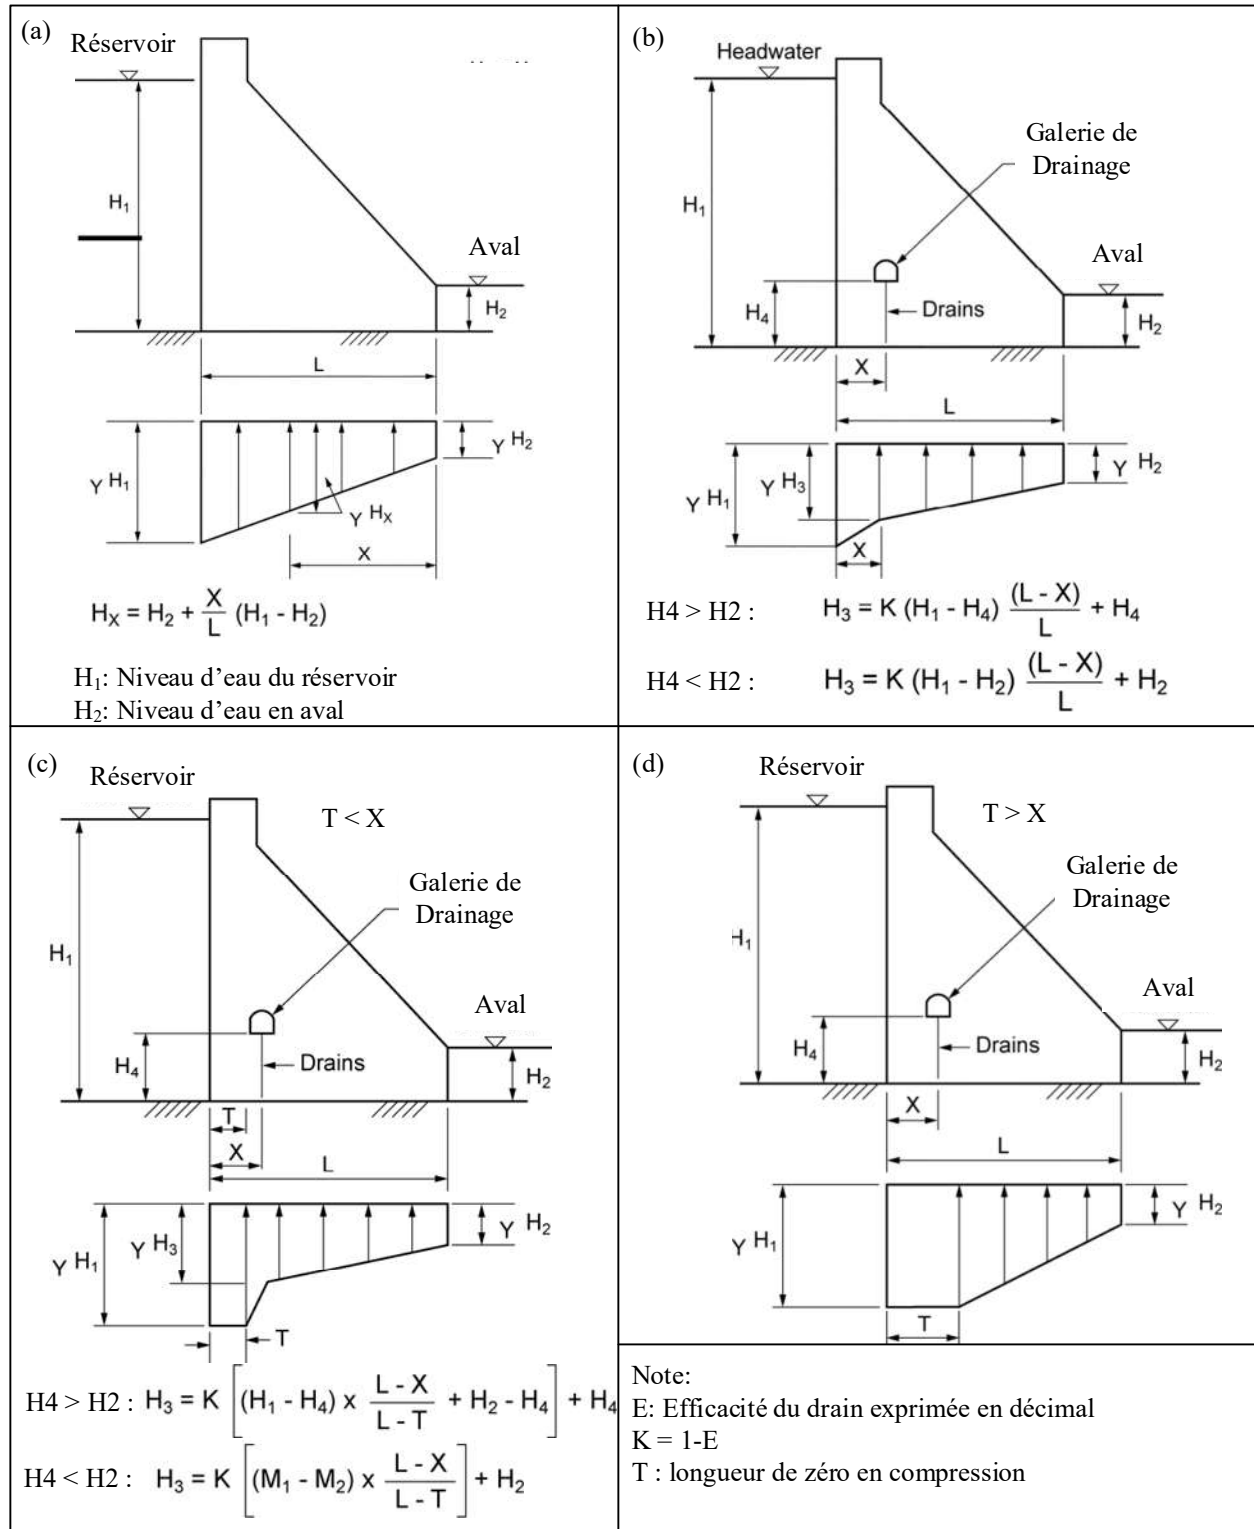 (a)
Réservoir
H₁
Aval
H₂
L
Y H₁
Y H₂
Y Hₓ
X
Hₓ = H₂ + X/L (H₁ - H₂)
H₁: Niveau d'eau du réservoir
H₂: Niveau d'eau en aval
(b)
Headwater
Galerie de
Drainage
H₁
Aval
H₄
Drains
H₂
X
L
Y H₁
Y H₃
Y H₂
X
H4 > H2 : H₃ = K (H₁ - H₄) (L - X)/L + H₄
H4 < H2 : H₃ = K (H₁ - H₂) (L - X)/L + H₂
(c)
Réservoir
T < X
Galerie de
Drainage
H₁
Aval
H₄
Drains
H₂
T
X
L
Y H₁
Y H₃
Y H₂
T
H4 > H2 : H₃ = K [(H₁ - H₄) x L - X/L - T + H₂ - H₄] + H₄
H4 < H2 : H₃ = K [(M₁ - M₂) x L - X/L - T] + H₂
(d)
Réservoir
T > X
Galerie de
Drainage
H₁
Aval
H₄
Drains
H₂
X
L
Y H₁
Y H₂
T
Note:
E: Efficacité du drain exprimée en décimal
K = 1-E
T : longueur de zéro en compression